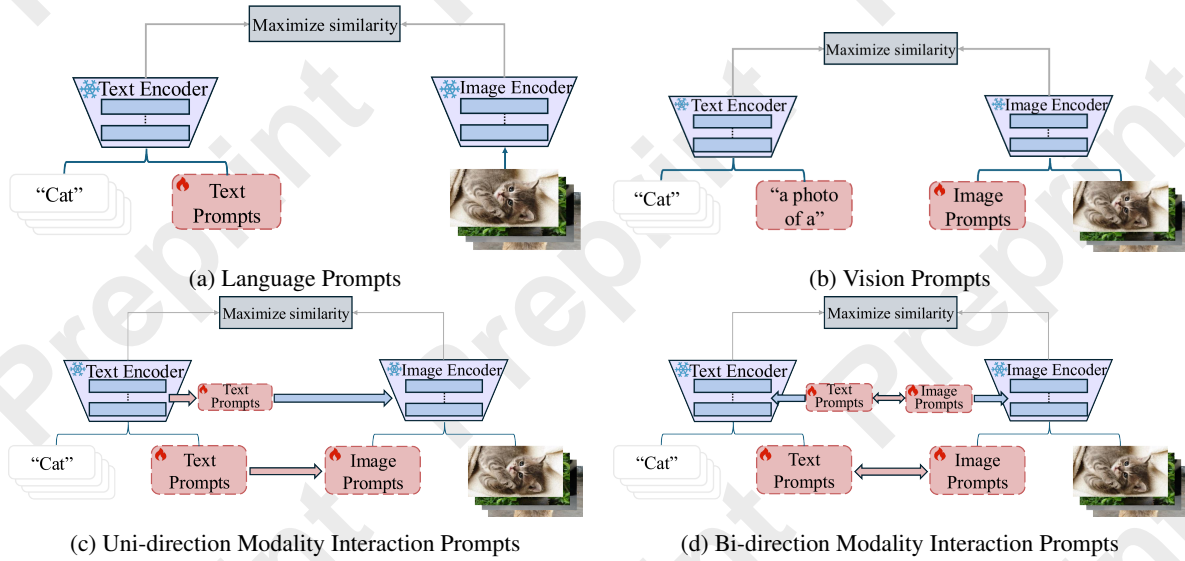 Maximize similarity
Text Encoder
Image Encoder
“Cat”
Text
Prompts
(a) Language Prompts
Maximize similarity
Text Encoder
Image Encoder
“Cat”
“a photo
of a”
Image
Prompts
(b) Vision Prompts
Maximize similarity
Text Encoder
Image Encoder
Text
Prompts
“Cat”
Text
Prompts
Image
Prompts
(c) Uni-direction Modality Interaction Prompts
Maximize similarity
Text Encoder
Image Encoder
Text
Prompts
Image
Prompts
“Cat”
Text
Prompts
Image
Prompts
(d) Bi-direction Modality Interaction Prompts
Preprint
Preprint
Preprint